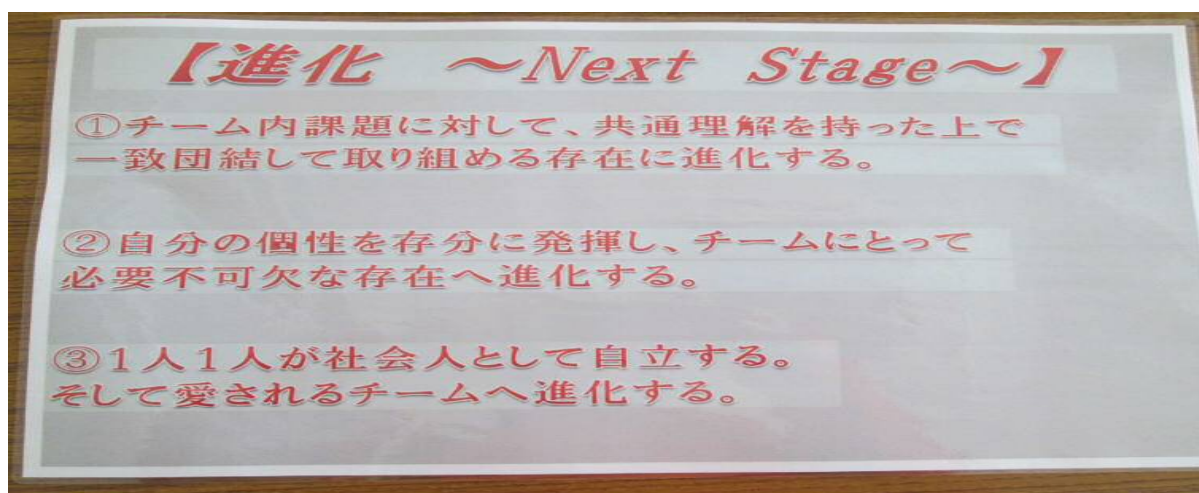 【進化　～Next　Stage～】
①チーム内課題に対して、共通理解を持った上で
一致団結して取り組める存在に進化する。
②自分の個性を存分に発揮し、チームにとって
必要不可欠な存在へ進化する。
③1人1人が社会人として自立する。
そして愛されるチームへ進化する。